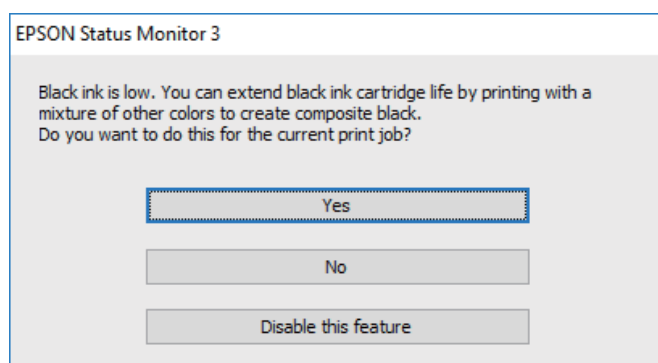 EPSON Status Monitor 3
Black ink is low. You can extend black ink cartridge life by printing with a
mixture of other colors to create composite black.
Do you want to do this for the current print job?
Yes
No
Disable this feature